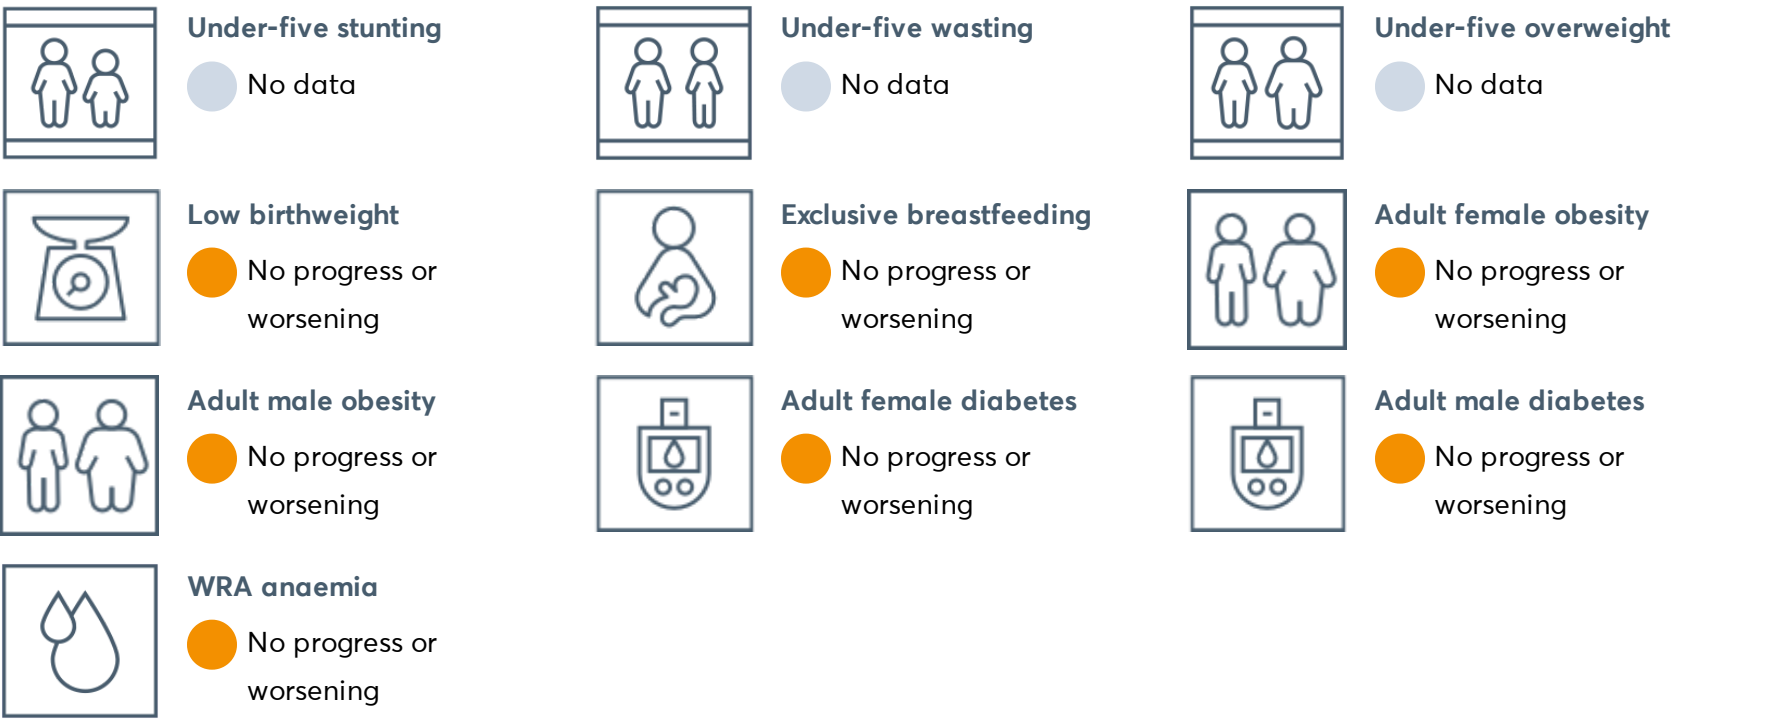 Under-five stunting
No data
Under-five wasting
No data
Under-five overweight
No data
Low birthweight
No progress or
worsening
Exclusive breastfeeding
No progress or
worsening
Adult female obesity
No progress or
worsening
Adult male obesity
No progress or
worsening
Adult female diabetes
No progress or
worsening
Adult male diabetes
No progress or
worsening
WRA anaemia
No progress or
worsening